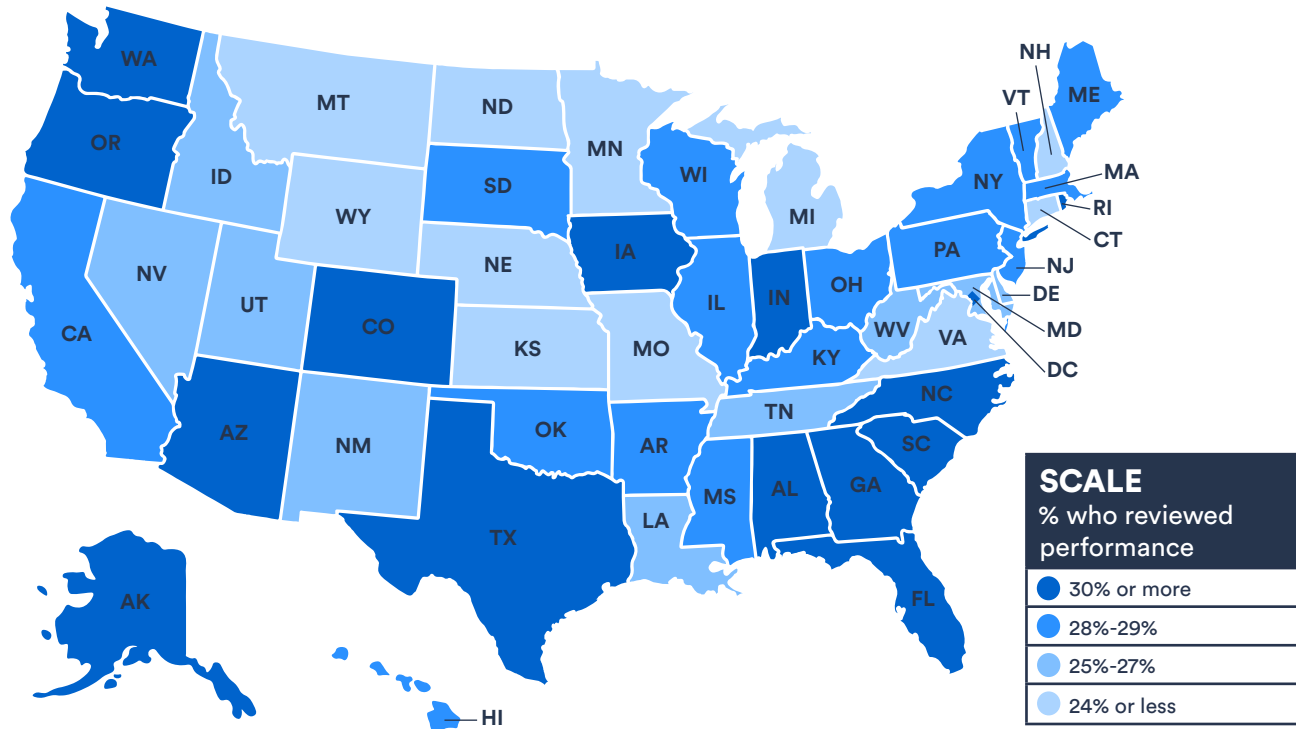 NH
WA
ME
VT
MT
ND
OR
MN
MA
ID
WI
NY
SD
RI
WY
MI
CT
PA
IA
NE
NJ
NV
OH
DE
UT
IL
IN
CO
WV
MD
CA
VA
KS
MO
KY
DC
NC
TN
AZ
OK
SC
NM
AR
GA
AL
MS
LA
TX
AK
FL
HI
SCALE
% who reviewed
performance
30% or more
28%-29%
25%-27%
24% or less